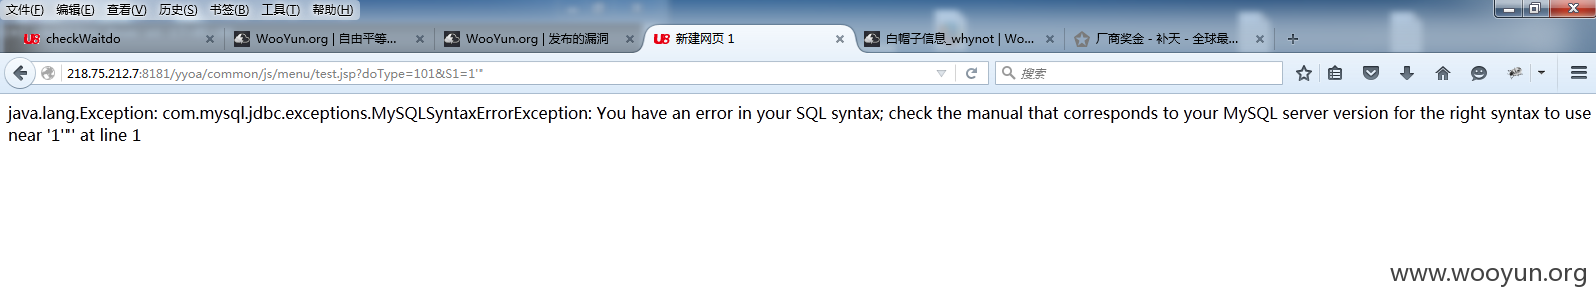 文件(F) 编辑(E) 查看(V) 历史(S) 书签(B) 工具(T) 帮助(H)
checkWaitdo WooYun.org | 自由平等... WooYun.org | 发布的漏洞 新建网页 1 白帽子信息_whynot | Wo... 厂商奖金 - 补天 - 全球最...
218.75.212.7:8181/yyoa/common/js/menu/test.jsp?doType=101&S1=1'" 搜索
java.lang.Exception: com.mysql.jdbc.exceptions.MySQLSyntaxErrorException: You have an error in your SQL syntax; check the manual that corresponds to your MySQL server version for the right syntax to use
near '1'"' at line 1
www.wooyun.org